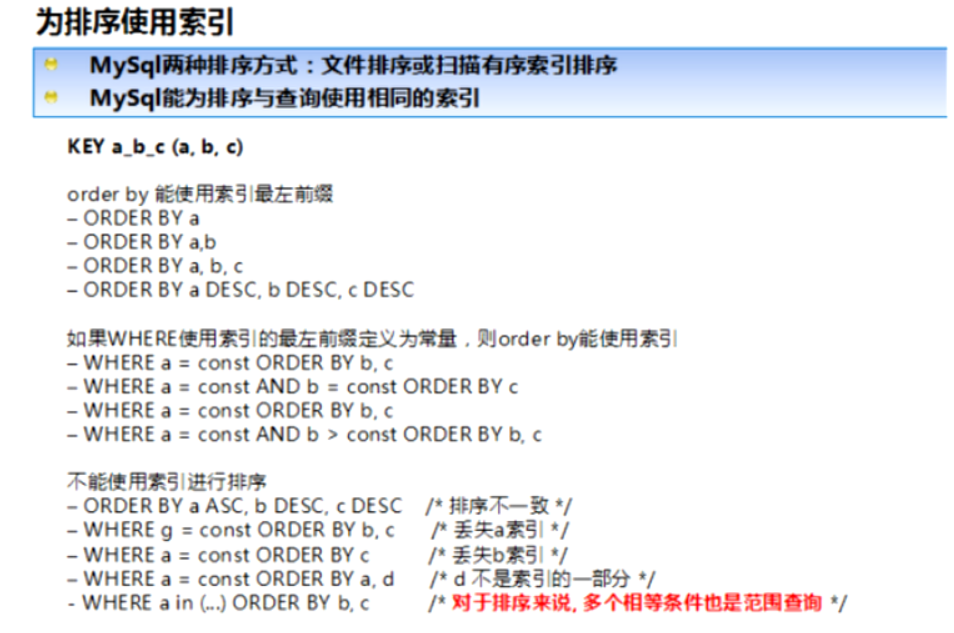 为排序使用索引
MySql两种排序方式：文件排序或扫描有序索引排序
MySql能为排序与查询使用相同的索引
KEY a_b_c (a, b, c)
order by 能使用索引最左前缀
– ORDER BY a
– ORDER BY a,b
– ORDER BY a, b, c
– ORDER BY a DESC, b DESC, c DESC
如果WHERE使用索引的最左前缀定义为常量，则order by能使用索引
– WHERE a = const ORDER BY b, c
– WHERE a = const AND b = const ORDER BY c
– WHERE a = const ORDER BY b, c
– WHERE a = const AND b > const ORDER BY b, c
不能使用索引进行排序
– ORDER BY a ASC, b DESC, c DESC /* 排序不一致 */
– WHERE g = const ORDER BY b, c /* 丢失a索引 */
– WHERE a = const ORDER BY c /* 丢失b索引 */
– WHERE a = const ORDER BY a, d /* d 不是索引的一部分 */
- WHERE a in (...) ORDER BY b, c /* 对于排序来说, 多个相等条件也是范围查询 */